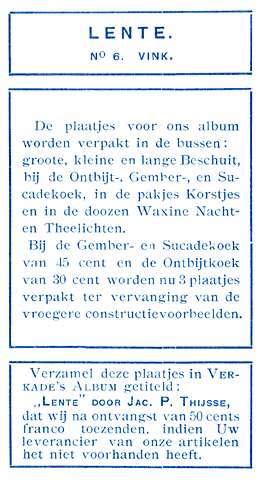 LENTE.
No 6. VINK.
De plaatjes voor ons album
worden verpakt in de bussen:
groote, kleine en lange Beschuit,
bij de Ontbijt-. Gember-, en Su-
cadekoek, in de pakjes Korstjes
en in de doozen Waxine Nacht-
en Theelichten.
Bij de Gember- en Sucadekoek
van 45 cent en de Ontbijtkoek
van 30 cent worden nu 3 plaatjes
verpakt ter vervanging van de
vroegere constructievoorbeelden.
Verzamel deze plaatjes in VER-
KADE'S ALBUM getiteld:
„LENTE” DOOR JAC. P. THIJSSE,
dat wij na ontvangst van 50 cents
franco toezenden, indien Uw
leverancier van onze artikelen
het niet voorhanden heeft.